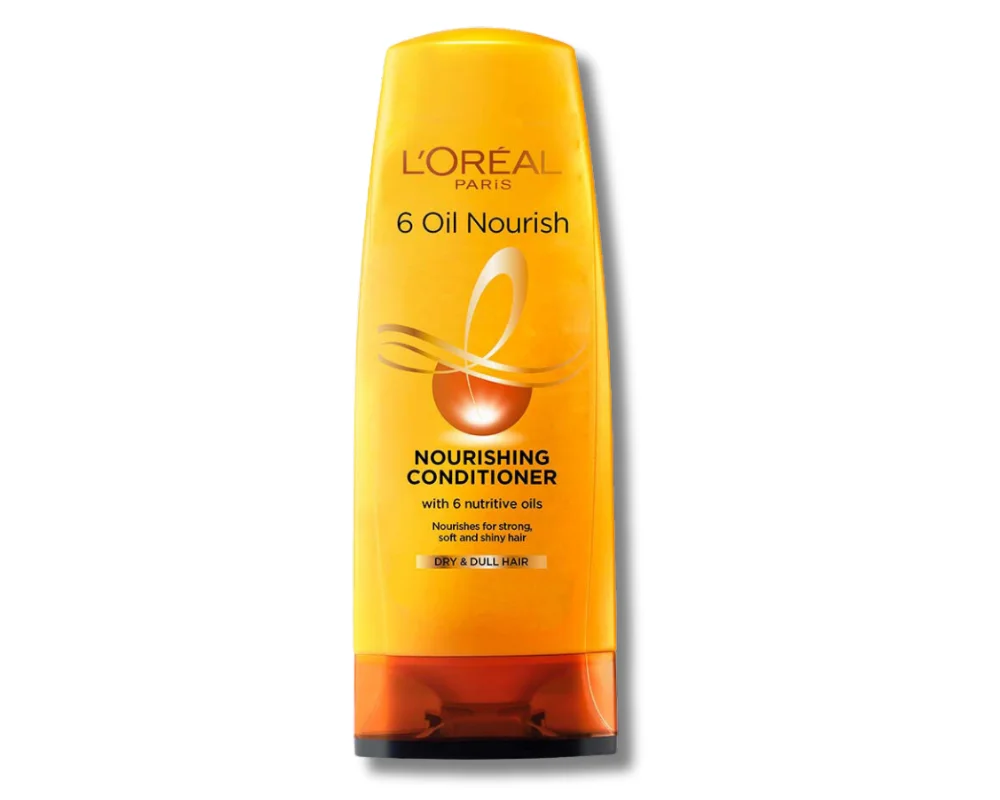 L'ORÉAL
PARiS
6 Oil Nourish
NOURISHING
CONDITIONER
with 6 nutritive oils
Nourishes for strong,
soft and shiny hair
DRY & DULL HAIR